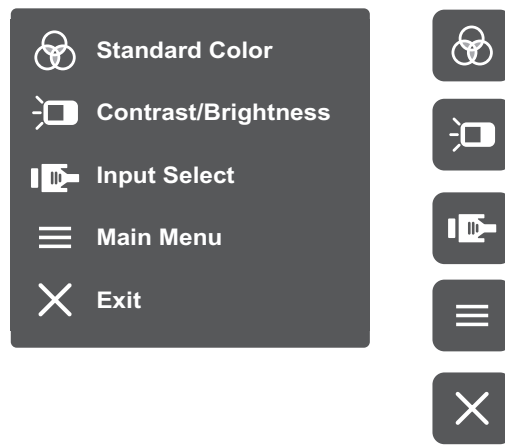 Standard Color
Contrast/Brightness
Input Select
Main Menu
Exit